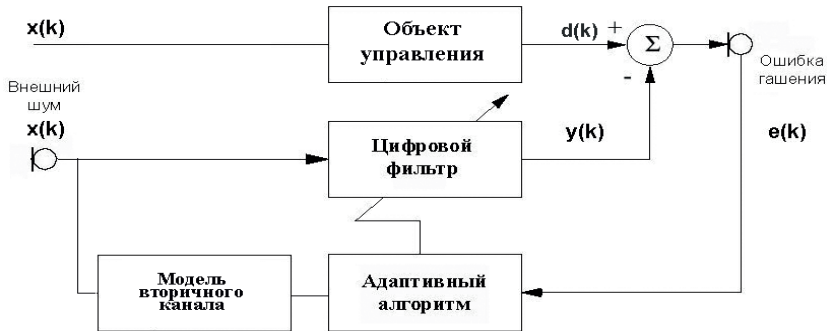 x(k)
Объект
управления
d(k)
+
Σ
-
Ошибка
гашения
Внешний
шум
x(k)
Цифровой
фильтр
y(k)
e(k)
Модель
вторичного
канала
Адаптивный
алгоритм